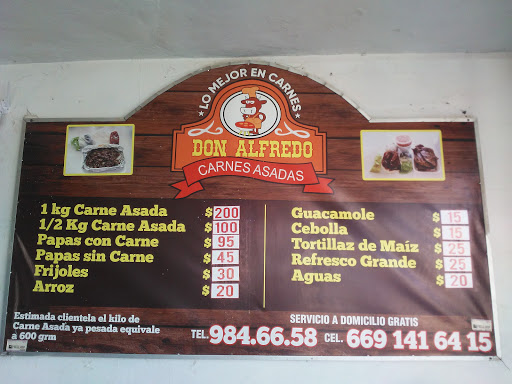 LO MEJOR EN CARNES
DON ALFREDO
CARNES ASADAS
1 kg Carne Asada $200
1/2 Kg Carne Asada $100
Papas con Carne $95
Papas sin Carne $45
Frijoles $30
Arroz $20
Guacamole $15
Cebolla $15
Tortillaz de Maíz $25
Refresco Grande $25
Aguas $20
Estimada clientela el kilo de
Carne Asada ya pesada equivale
a 600 grm
SERVICIO A DOMICILIO GRATIS
TEL. 984.66.58 CEL. 669 141 64 15